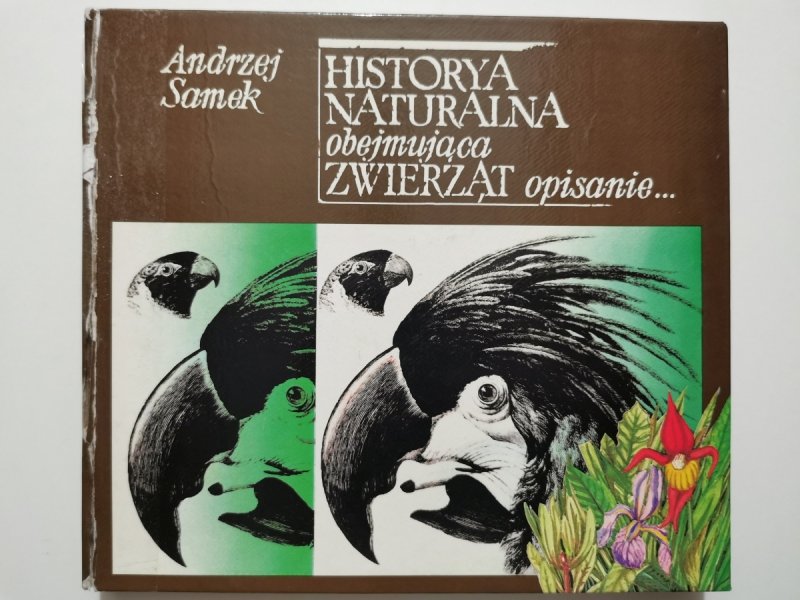 Andrzej
Samek
HISTORYA
NATURALNA
obejmująca
ZWIERZĄT opisanie...